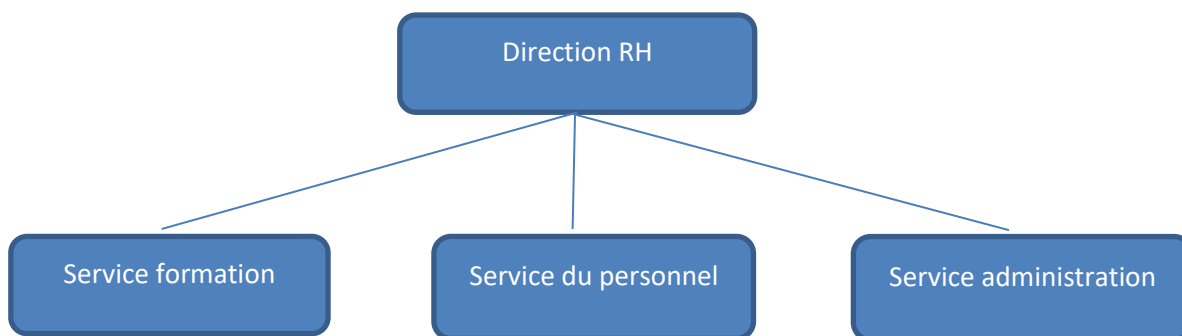 Direction RH
Service formation
Service du personnel
Service administration